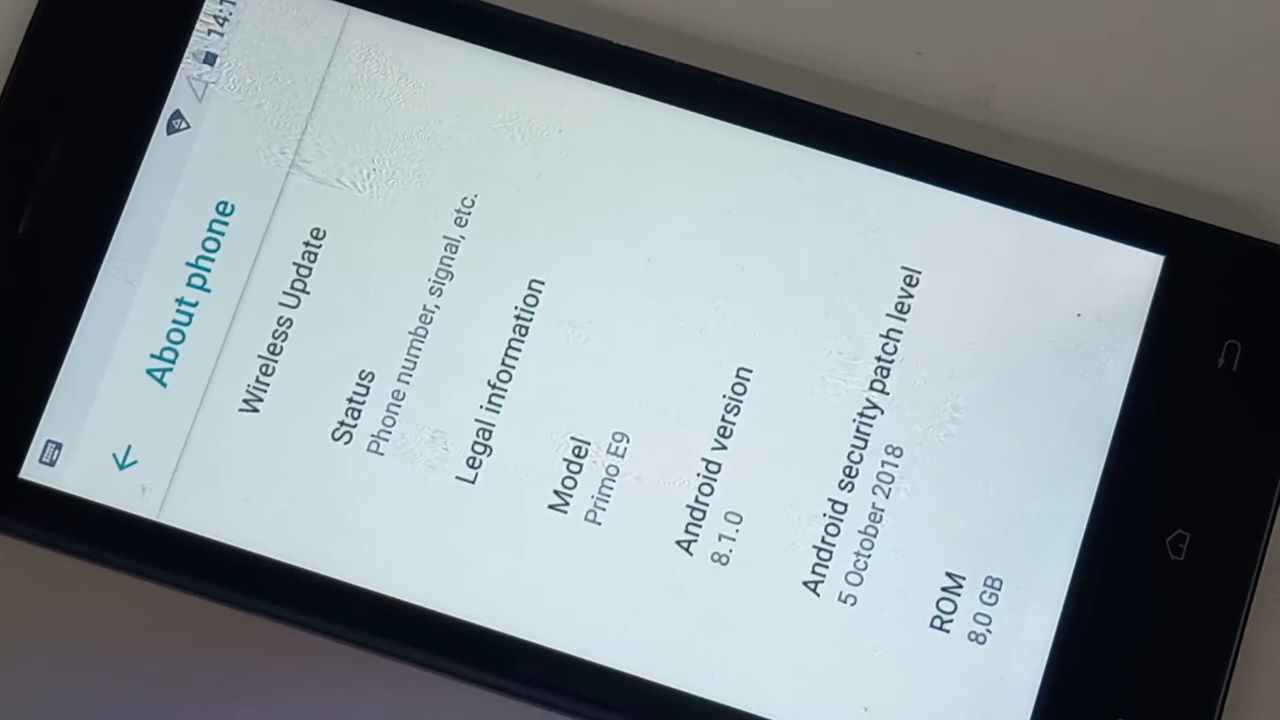 About phone
Wireless Update
Status
Phone number, signal, etc.
Legal information
Model
Primo E9
Android version
8.1.0
Android security patch level
5 October 2018
ROM
8,0 GB